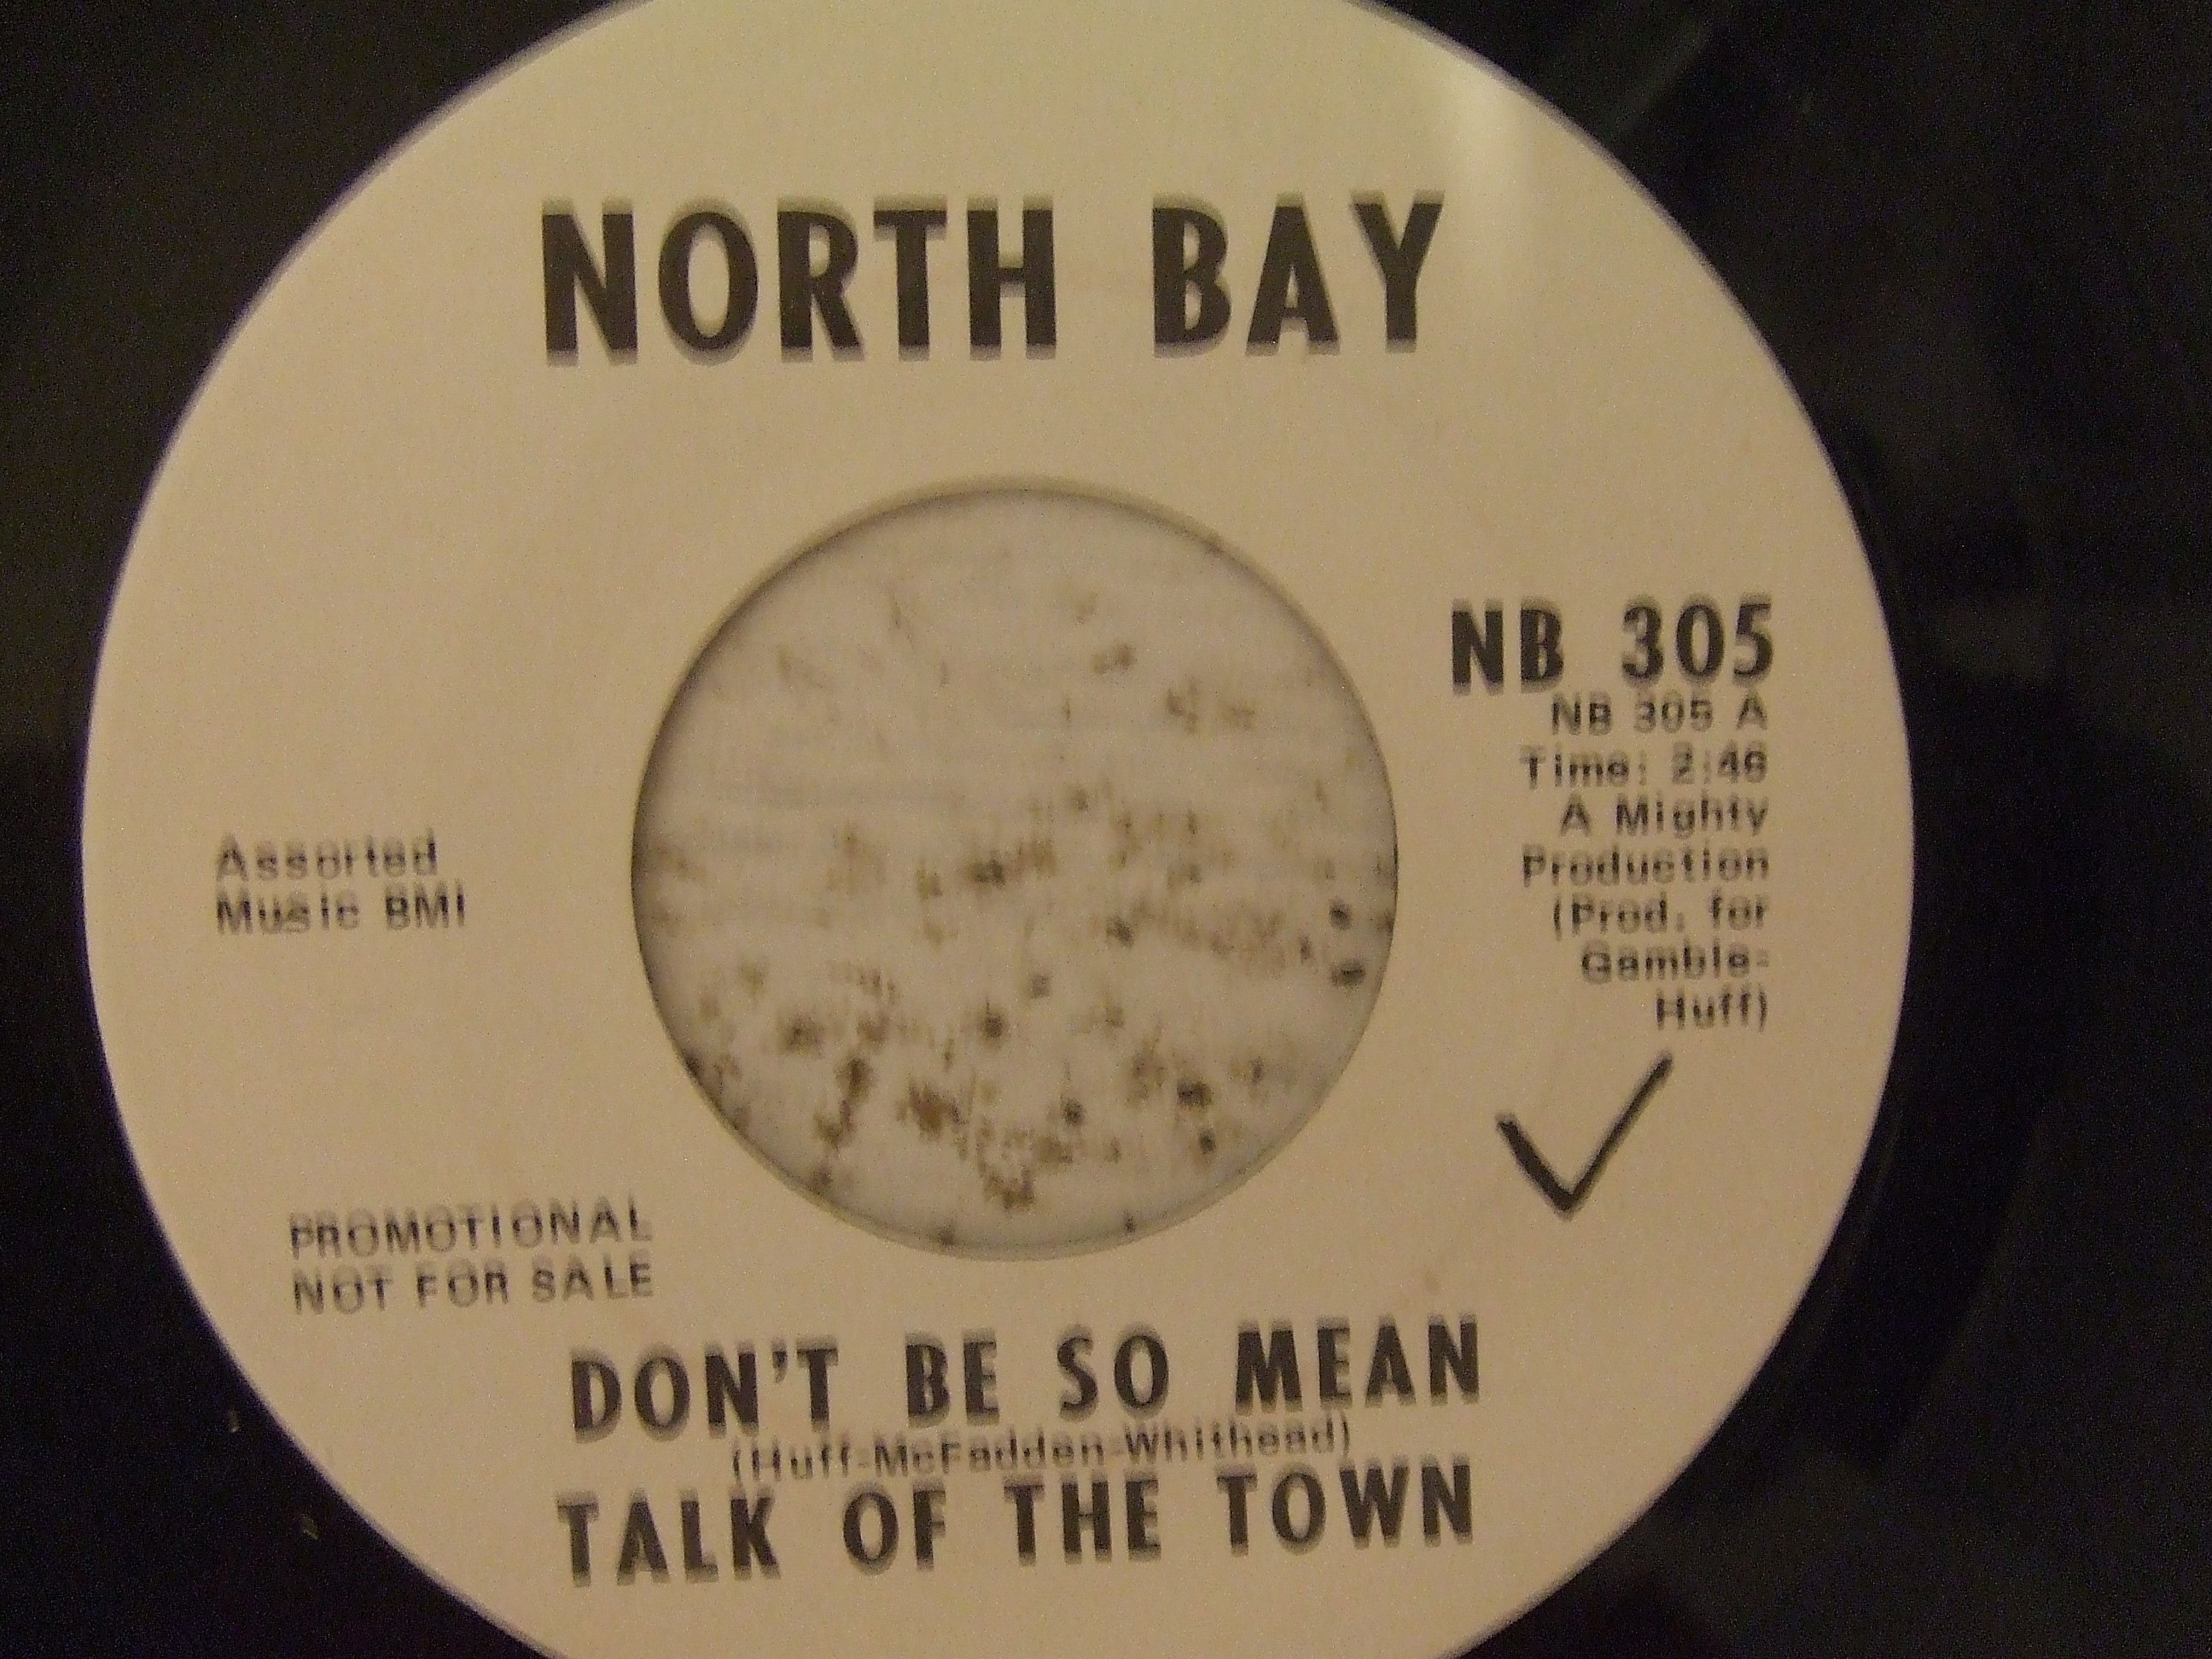 NORTH BAY
NB 305
NB 305 A
Time: 2:46
A Mighty
Production
(Prod. for
Gamble-
Huff)
Assorted
Music BMI
PROMOTIONAL
NOT FOR SALE
DON'T BE SO MEAN
(Huff-McFadden-Whithead)
TALK OF THE TOWN